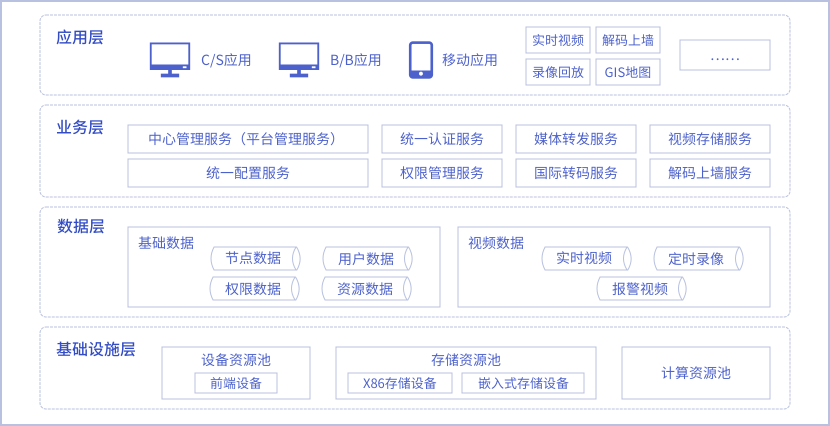 应用层
C/S应用
B/B应用
移动应用
实时视频
解码上墙
录像回放
GIS地图
……
业务层
中心管理服务（平台管理服务）
统一认证服务
媒体转发服务
视频存储服务
统一配置服务
权限管理服务
国际转码服务
解码上墙服务
数据层
基础数据
节点数据
用户数据
权限数据
资源数据
视频数据
实时视频
定时录像
报警视频
基础设施层
设备资源池
前端设备
存储资源池
X86存储设备
嵌入式存储设备
计算资源池